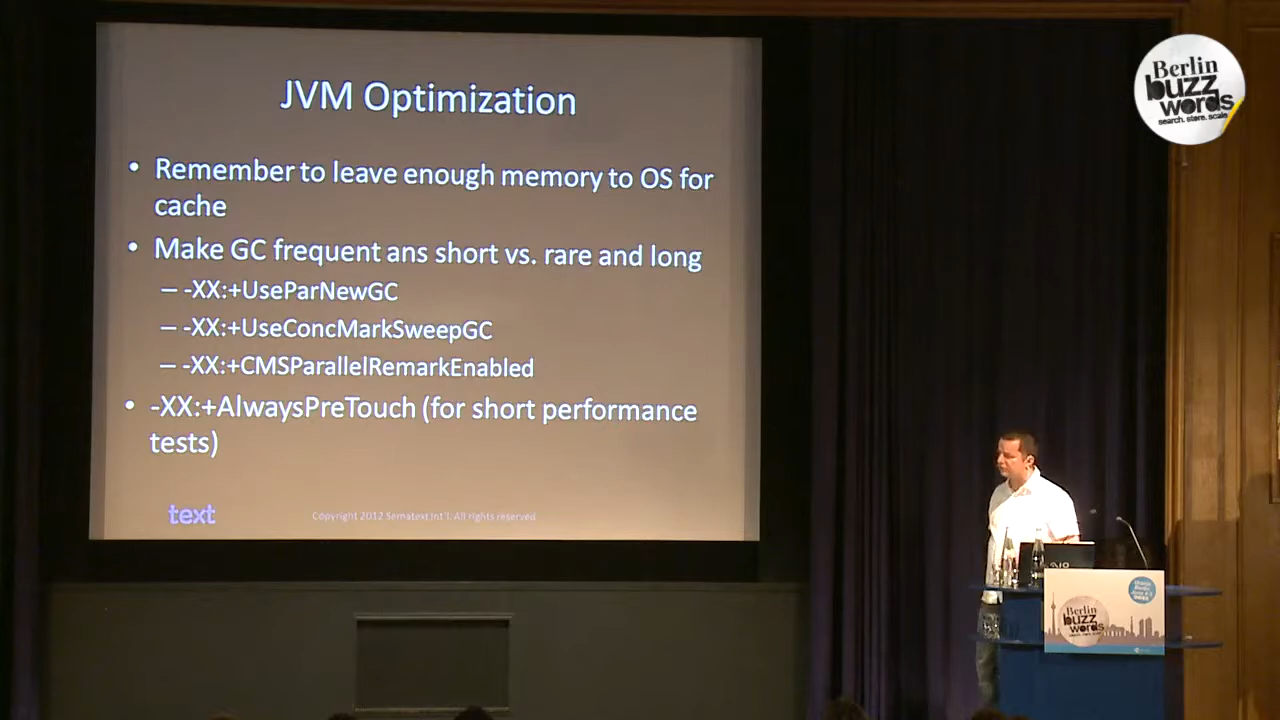 JVM Optimization
• Remember to leave enough memory to OS for
cache
• Make GC frequent ans short vs. rare and long
– -XX:+UseParNewGC
– -XX:+UseConcMarkSweepGC
– -XX:+CMSParallelRemarkEnabled
• -XX:+AlwaysPreTouch (for short performance
tests)
text
Copyright 2012 Sematext Int'l. All rights reserved
Berlin
buzz
words
search. store. scale
Berlin
buzz
words